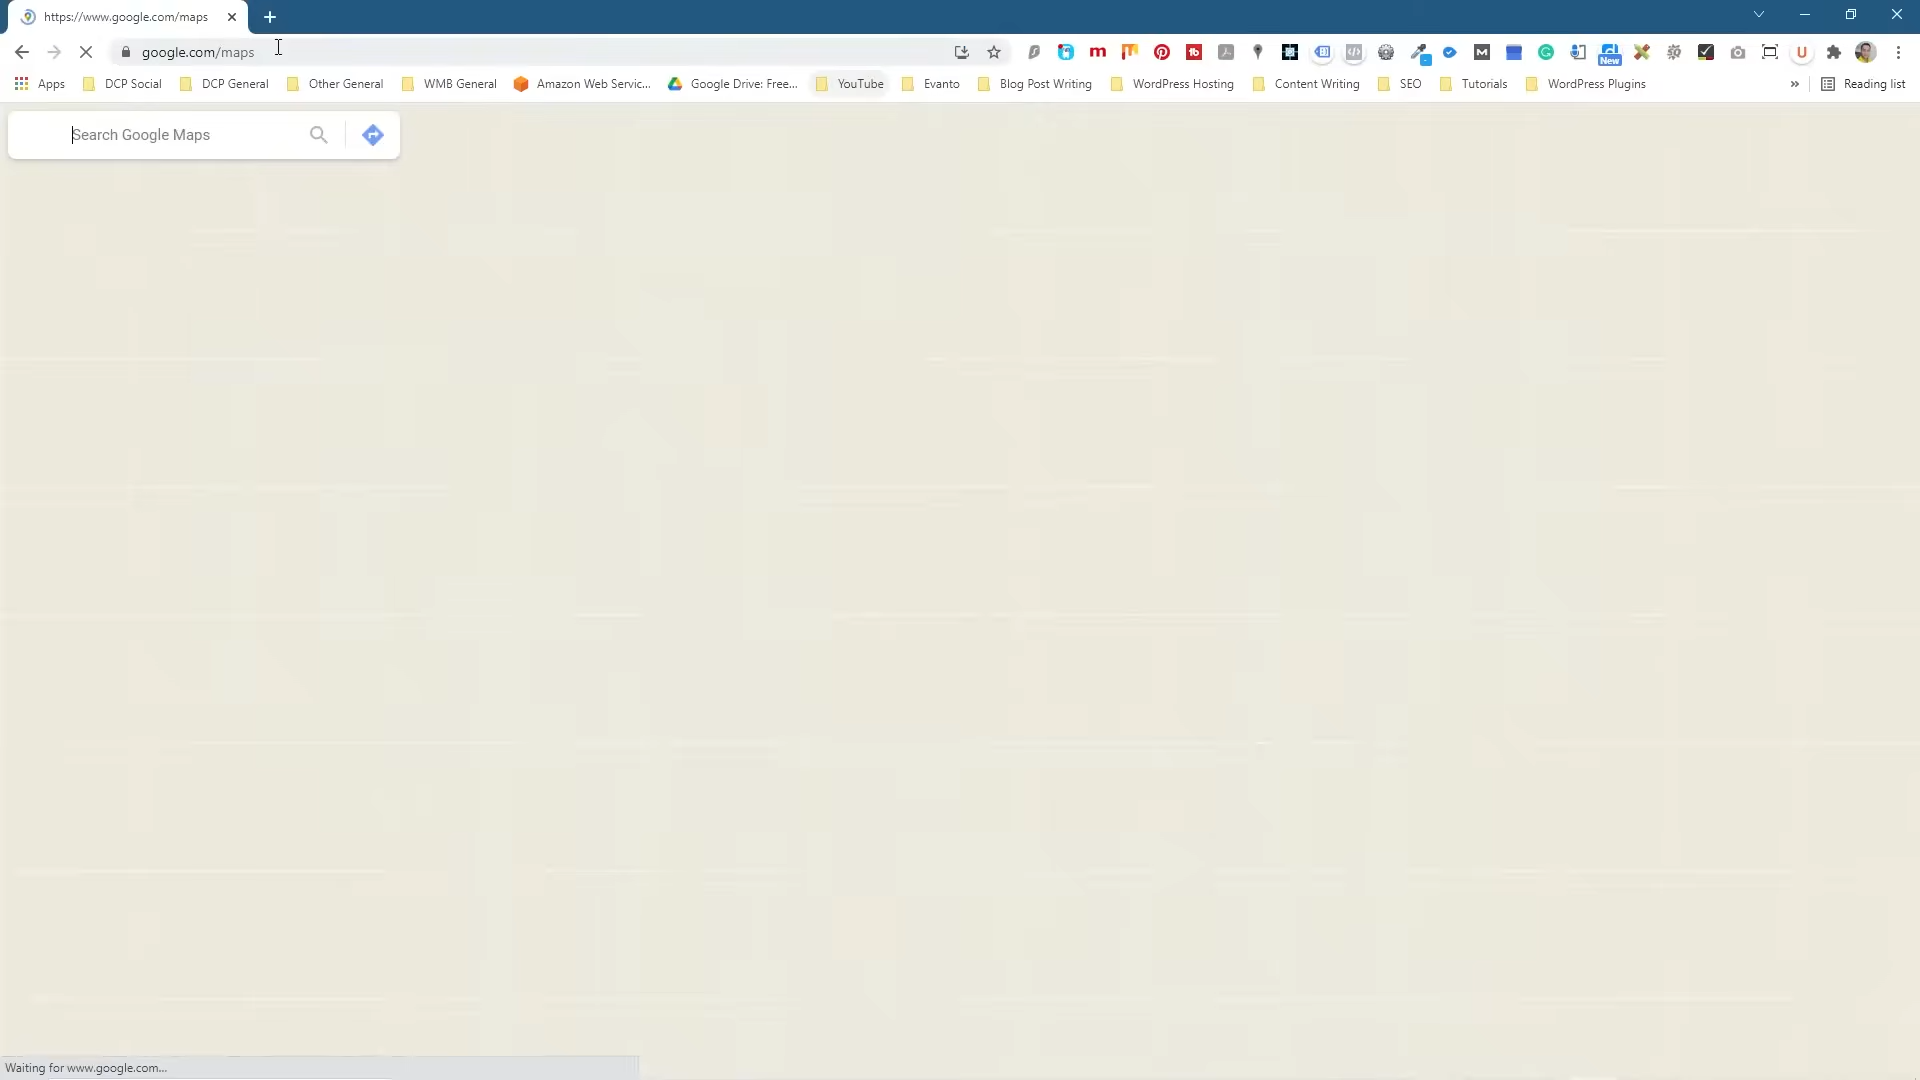 https://www.google.com/maps
google.com/maps
New
Apps DCP Social DCP General Other General WMB General Amazon Web Servic... Google Drive: Free... YouTube Evanto Blog Post Writing WordPress Hosting Content Writing SEO Tutorials WordPress Plugins » Reading list
Search Google Maps
Waiting for www.google.com...